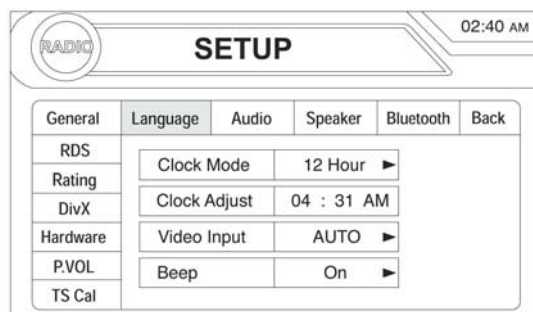 RADIO
SETUP
02:40 AM
General Language Audio Speaker Bluetooth Back
RDS
Rating
DivX
Hardware
P.VOL
TS Cal
Clock Mode 12 Hour ►
Clock Adjust 04 : 31 AM
Video Input AUTO ►
Beep On ►